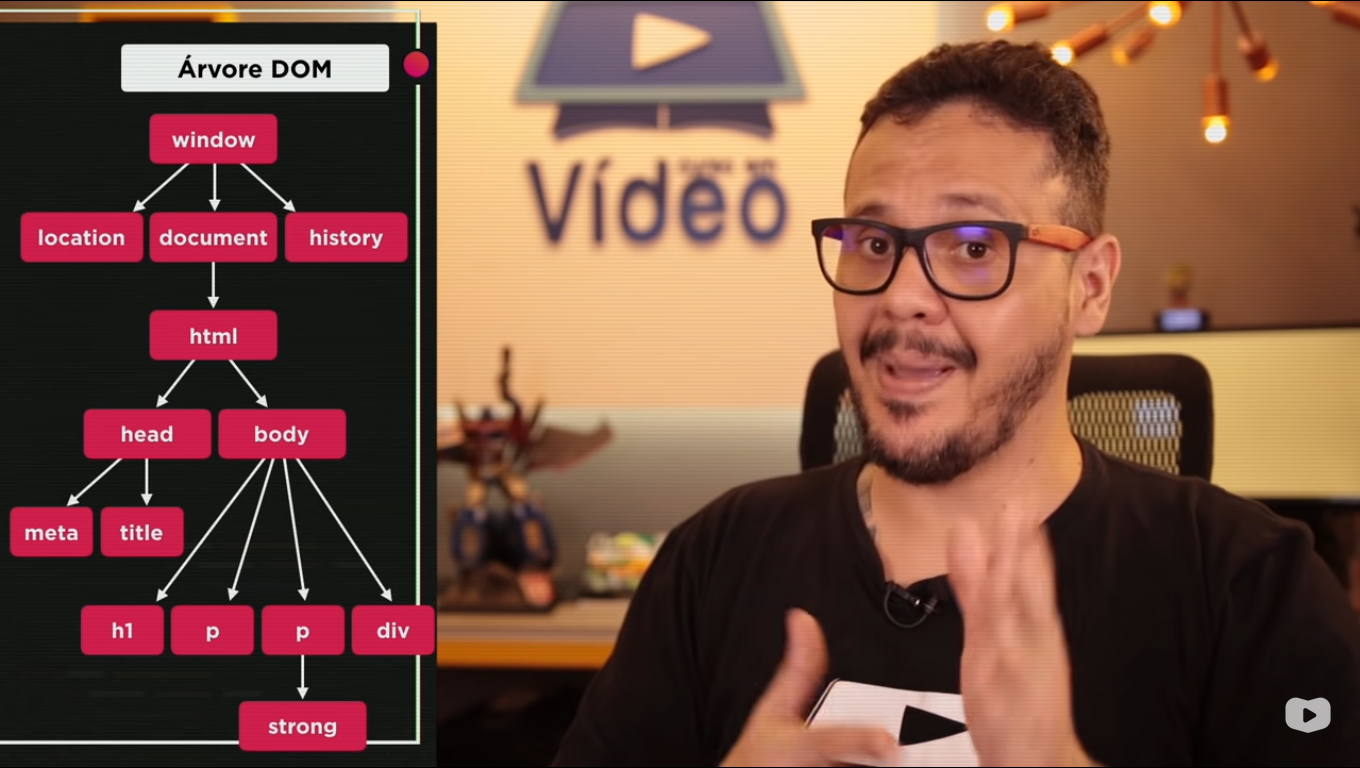 Árvore DOM
window
location document history
html
head body
meta title
h1 p p div
strong
Vídeo